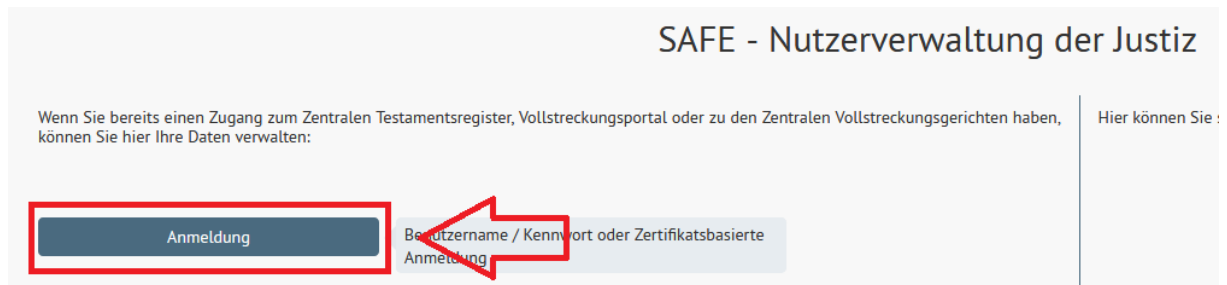 SAFE - Nutzerverwaltung der Justiz
Wenn Sie bereits einen Zugang zum Zentralen Testamentsregister, Vollstreckungsportal oder zu den Zentralen Vollstreckungsgerichten haben,
können Sie hier Ihre Daten verwalten:
Hier können Sie
Anmeldung
Benutzername / Kennwort oder Zertifikatsbasierte
Anmeldung